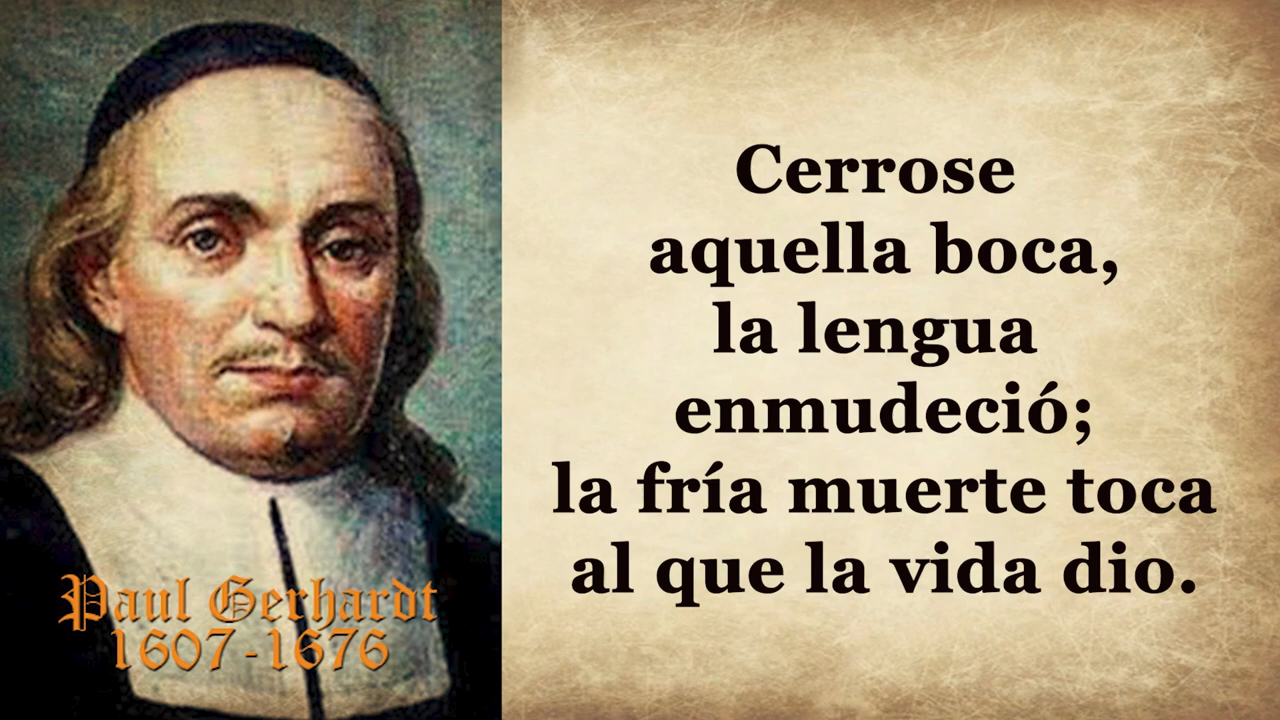 Paul Gerhardt
1607-1676
Cerrose
aquella boca,
la lengua
enmudeció;
la fría muerte toca
al que la vida dio.